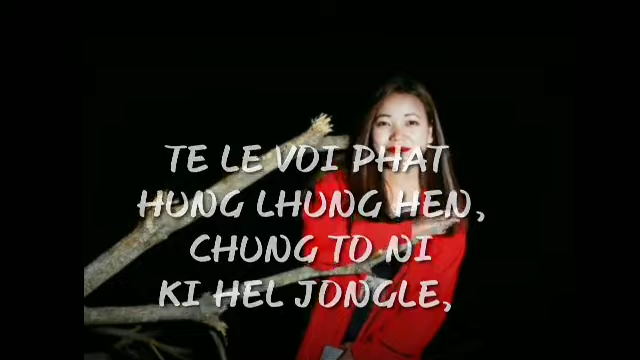 TE LE VOI PHAT
HUNG LHUNG HEN,
CHUNG TO NI
KI HEL JONGLE,